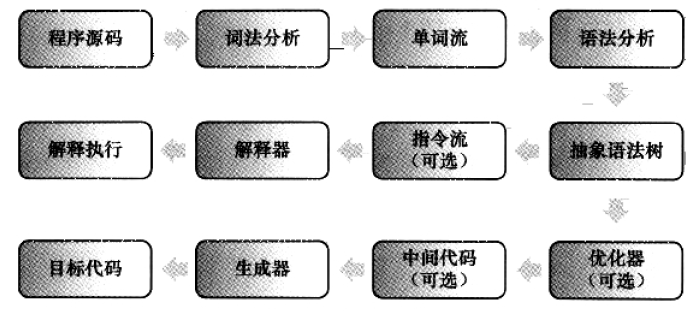 程序源码
词法分析
单词流
语法分析
解释执行
解释器
指令流
(可选)
抽象语法树
目标代码
生成器
中间代码
(可选)
优化器
(可选)